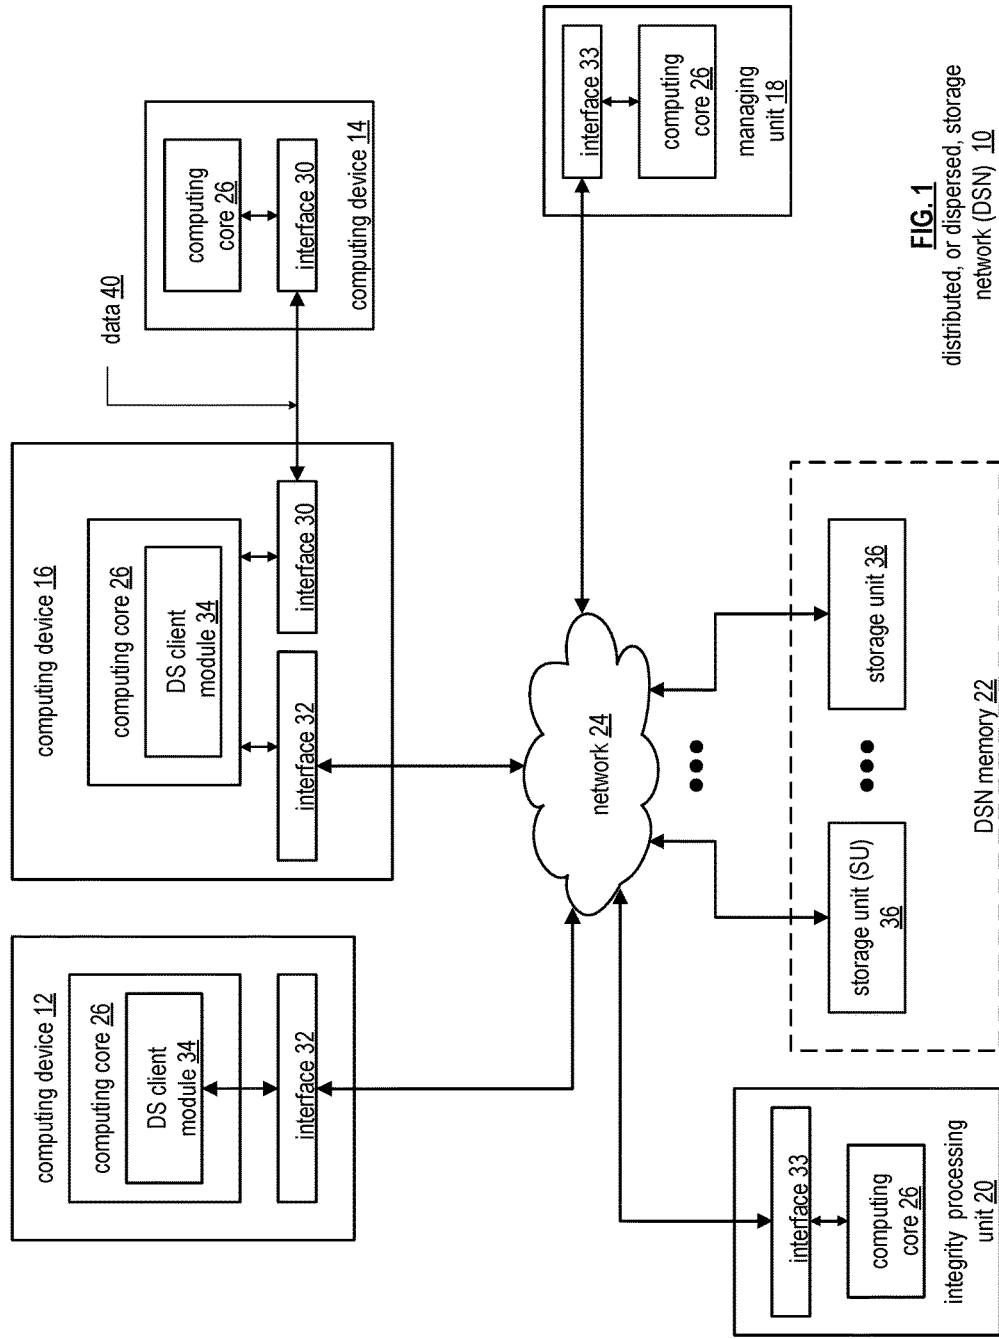 computing device 12
computing core 26
DS client
module 34
interface 32
computing device 16
computing core 26
DS client
module 34
interface 32
interface 30
data 40
computing
core 26
interface 30
computing device 14
network 24
interface 33
computing
core 26
managing
unit 18
interface 33
computing
core 26
integrity processing
unit 20
storage unit (SU)
36
storage unit 36
DSN memory 22
FIG. 1
distributed, or dispersed, storage
network (DSN) 10